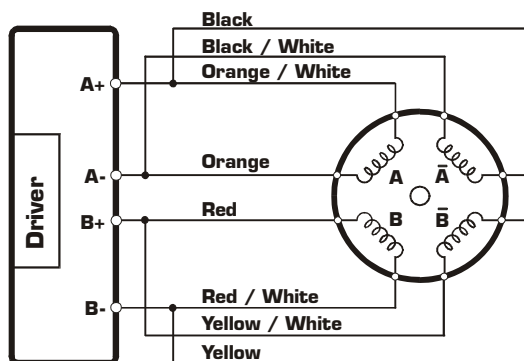 Black
Black / White
Orange / White
A+
Orange
A-
A
Ā
Driver
B+
Red
B
B̄
Red / White
B-
Yellow / White
Yellow